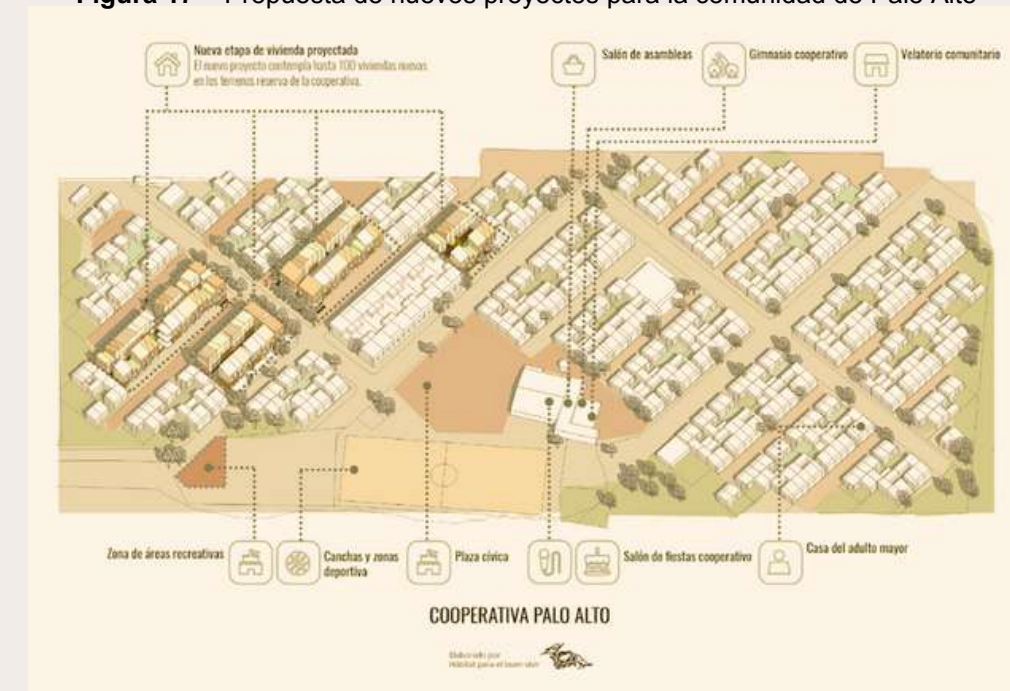 Figura 17 Propuesta de nuevos proyectos para la comunidad de Palo Alto
Nueva etapa de vivienda proyectada
El nuevo proyecto contempla hasta 100 viviendas nuevas
en los terrenos reserva de la cooperativa.
Salón de asambleas
Gimnasio cooperativo
Velatorio comunitario
Zona de áreas recreativas
Canchas y zonas
deportiva
Plaza cívica
Salón de fiestas cooperativo
Casa del adulto mayor
COOPERATIVA PALO ALTO
Elaborado por
Hábitat para el buen vivir